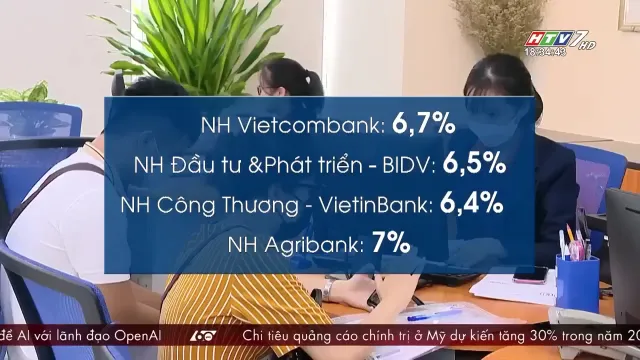 HTV7 HD
18:34:43
NH Vietcombank: 6,7%
NH Đầu tư &Phát triển - BIDV: 6,5%
NH Công Thương - VietinBank: 6,4%
NH Agribank: 7%
để AI với lãnh đạo OpenAI
Chi tiêu quảng cáo chính trị ở Mỹ dự kiến tăng 30% trong năm 20